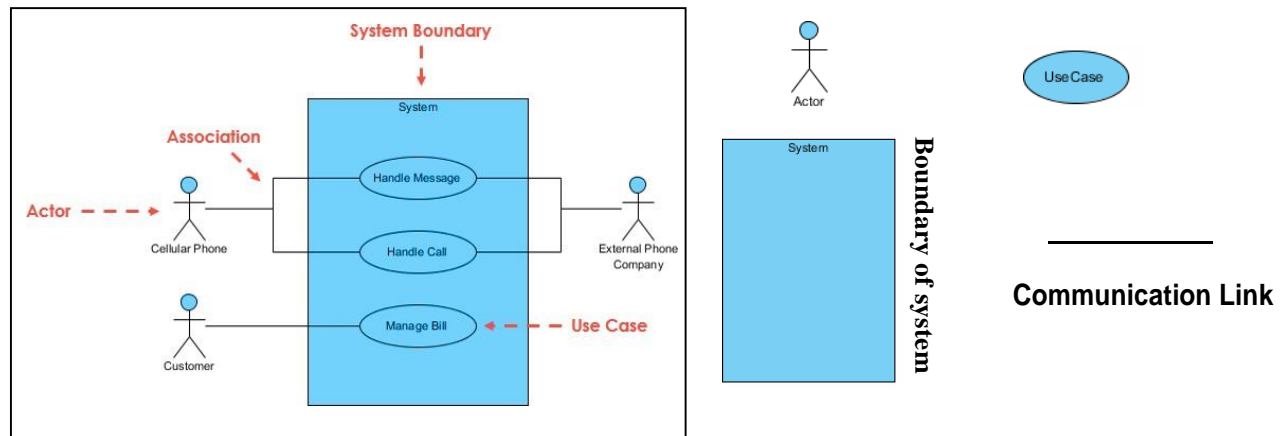 System Boundary
System
Association
Handle Message
Actor
Cellular Phone
Handle Call
External Phone
Company
Manage Bill
Use Case
Customer
Actor
UseCase
System
Boundary of system
Communication Link